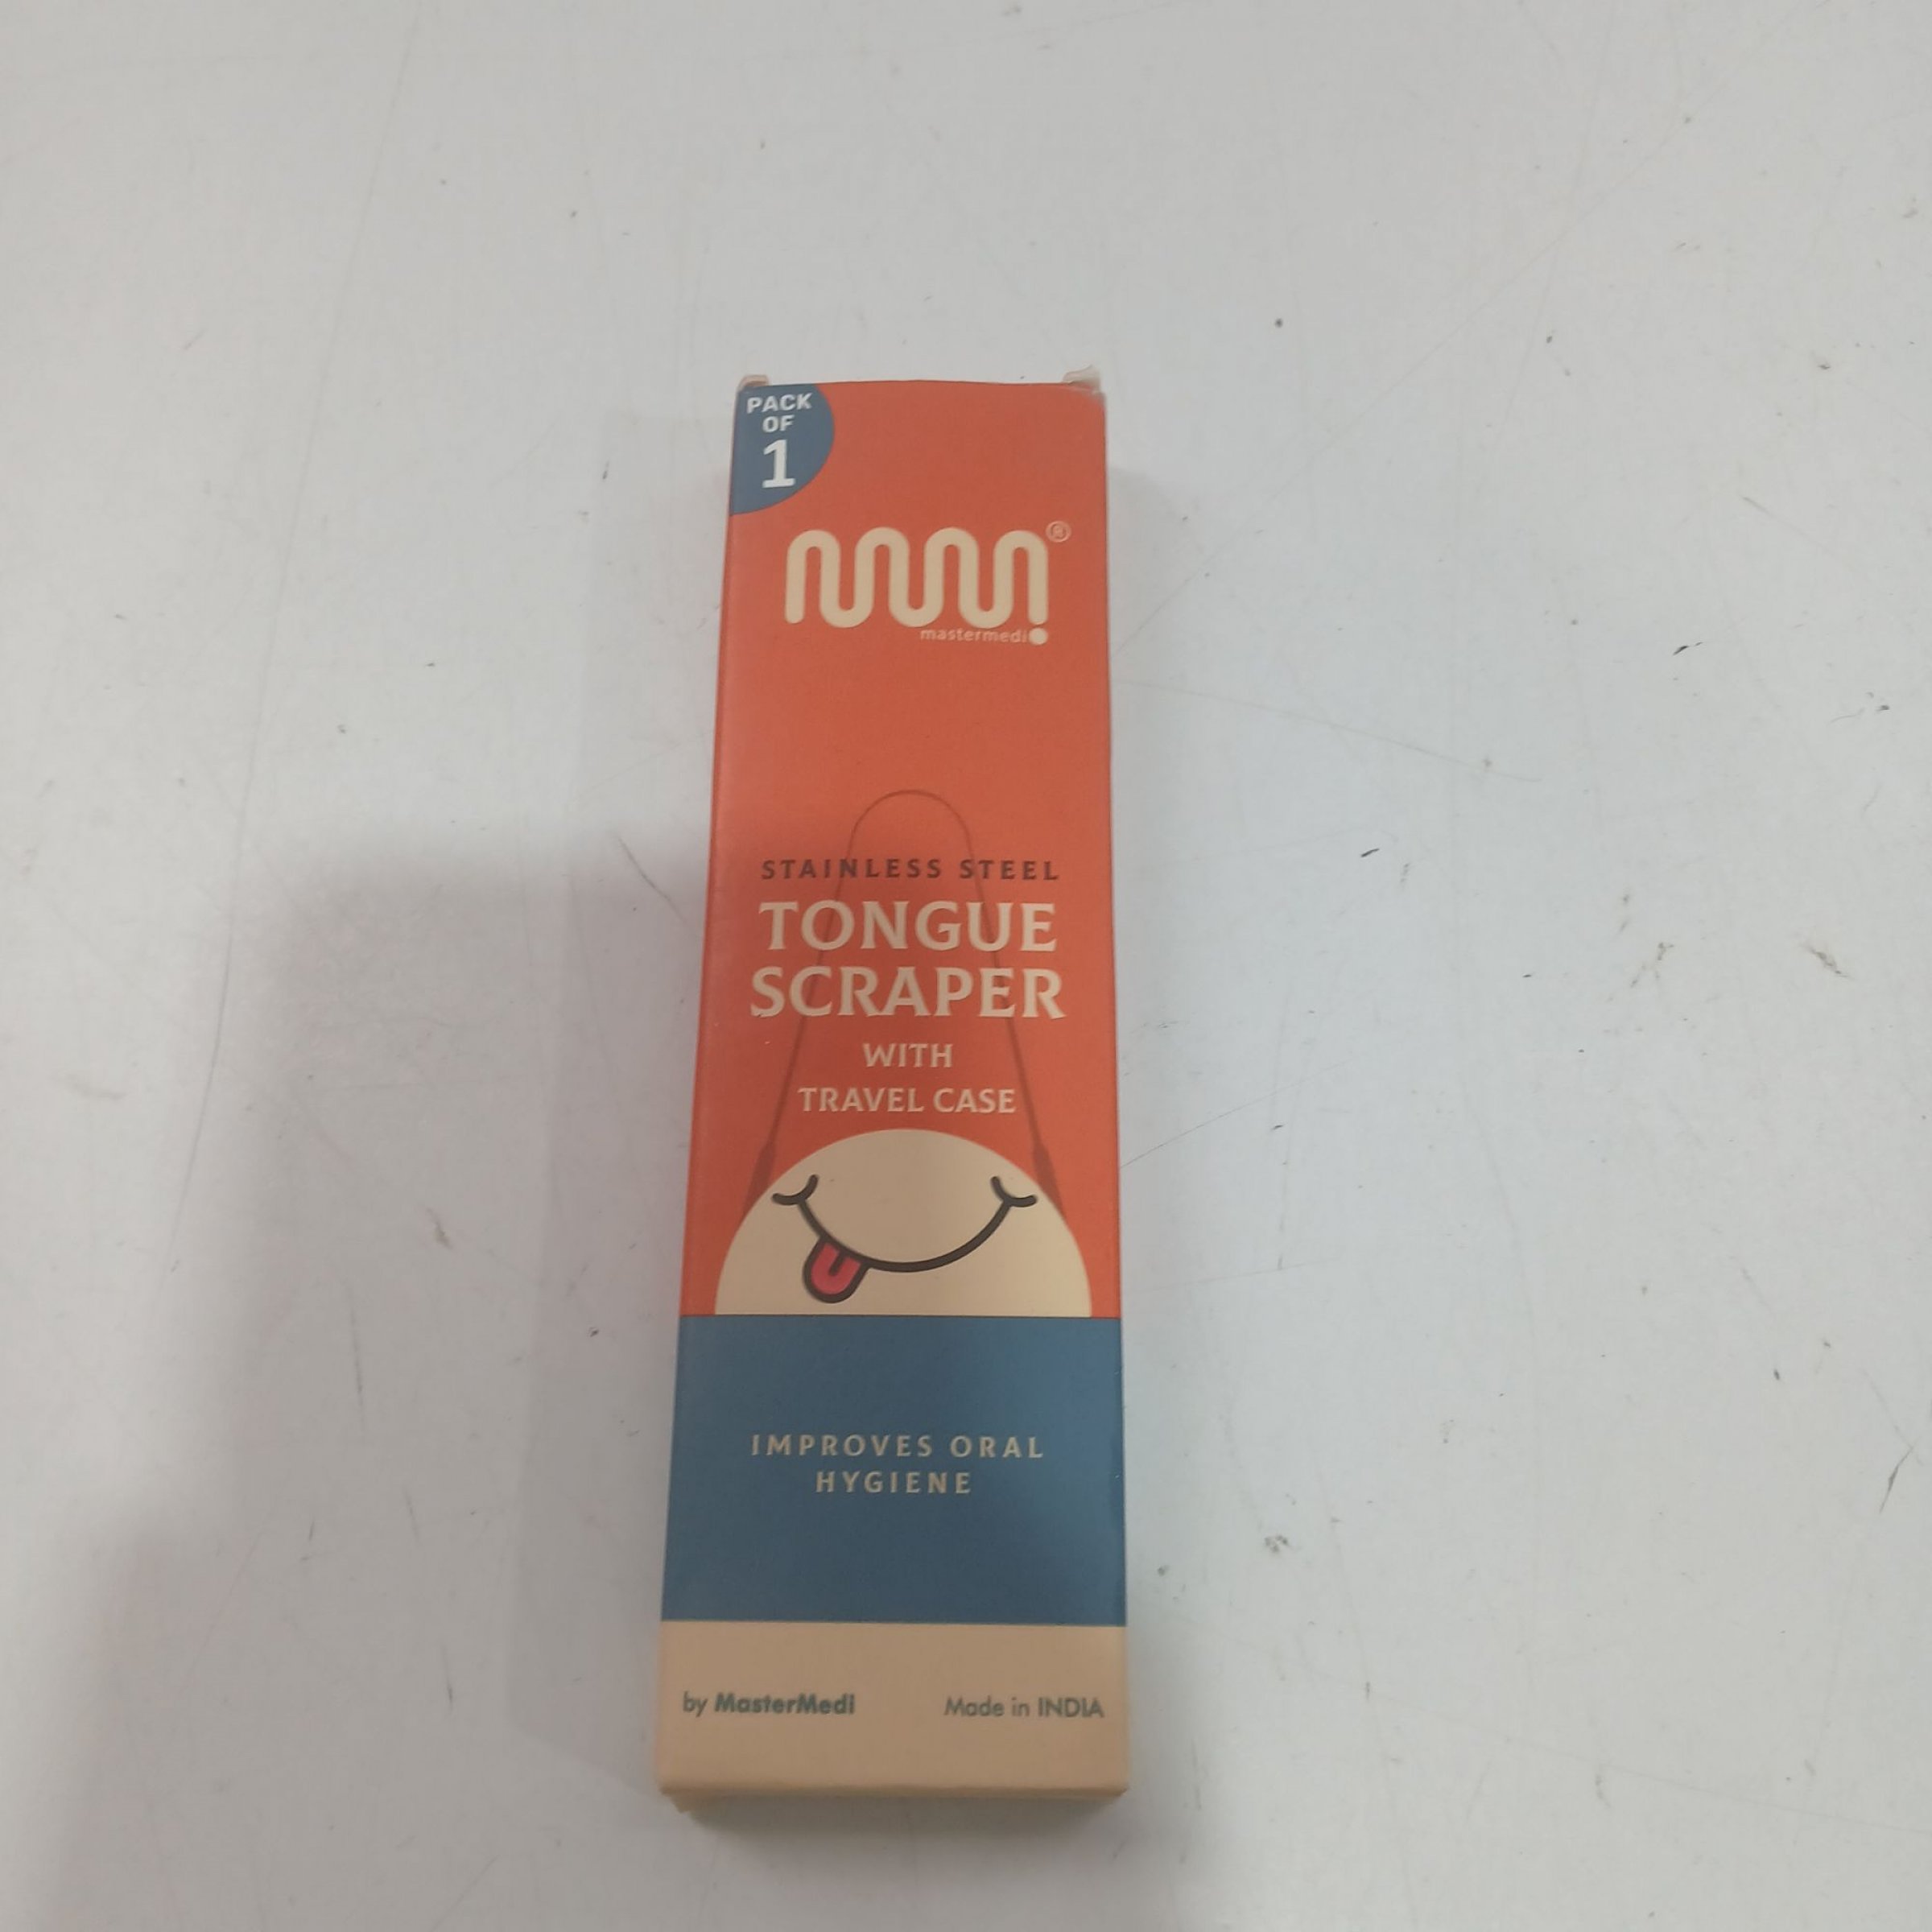 PACK
OF
1
®
mastermedi
STAINLESS STEEL
TONGUE
SCRAPER
WITH
TRAVEL CASE
IMPROVES ORAL
HYGIENE
by MasterMedi Made in INDIA